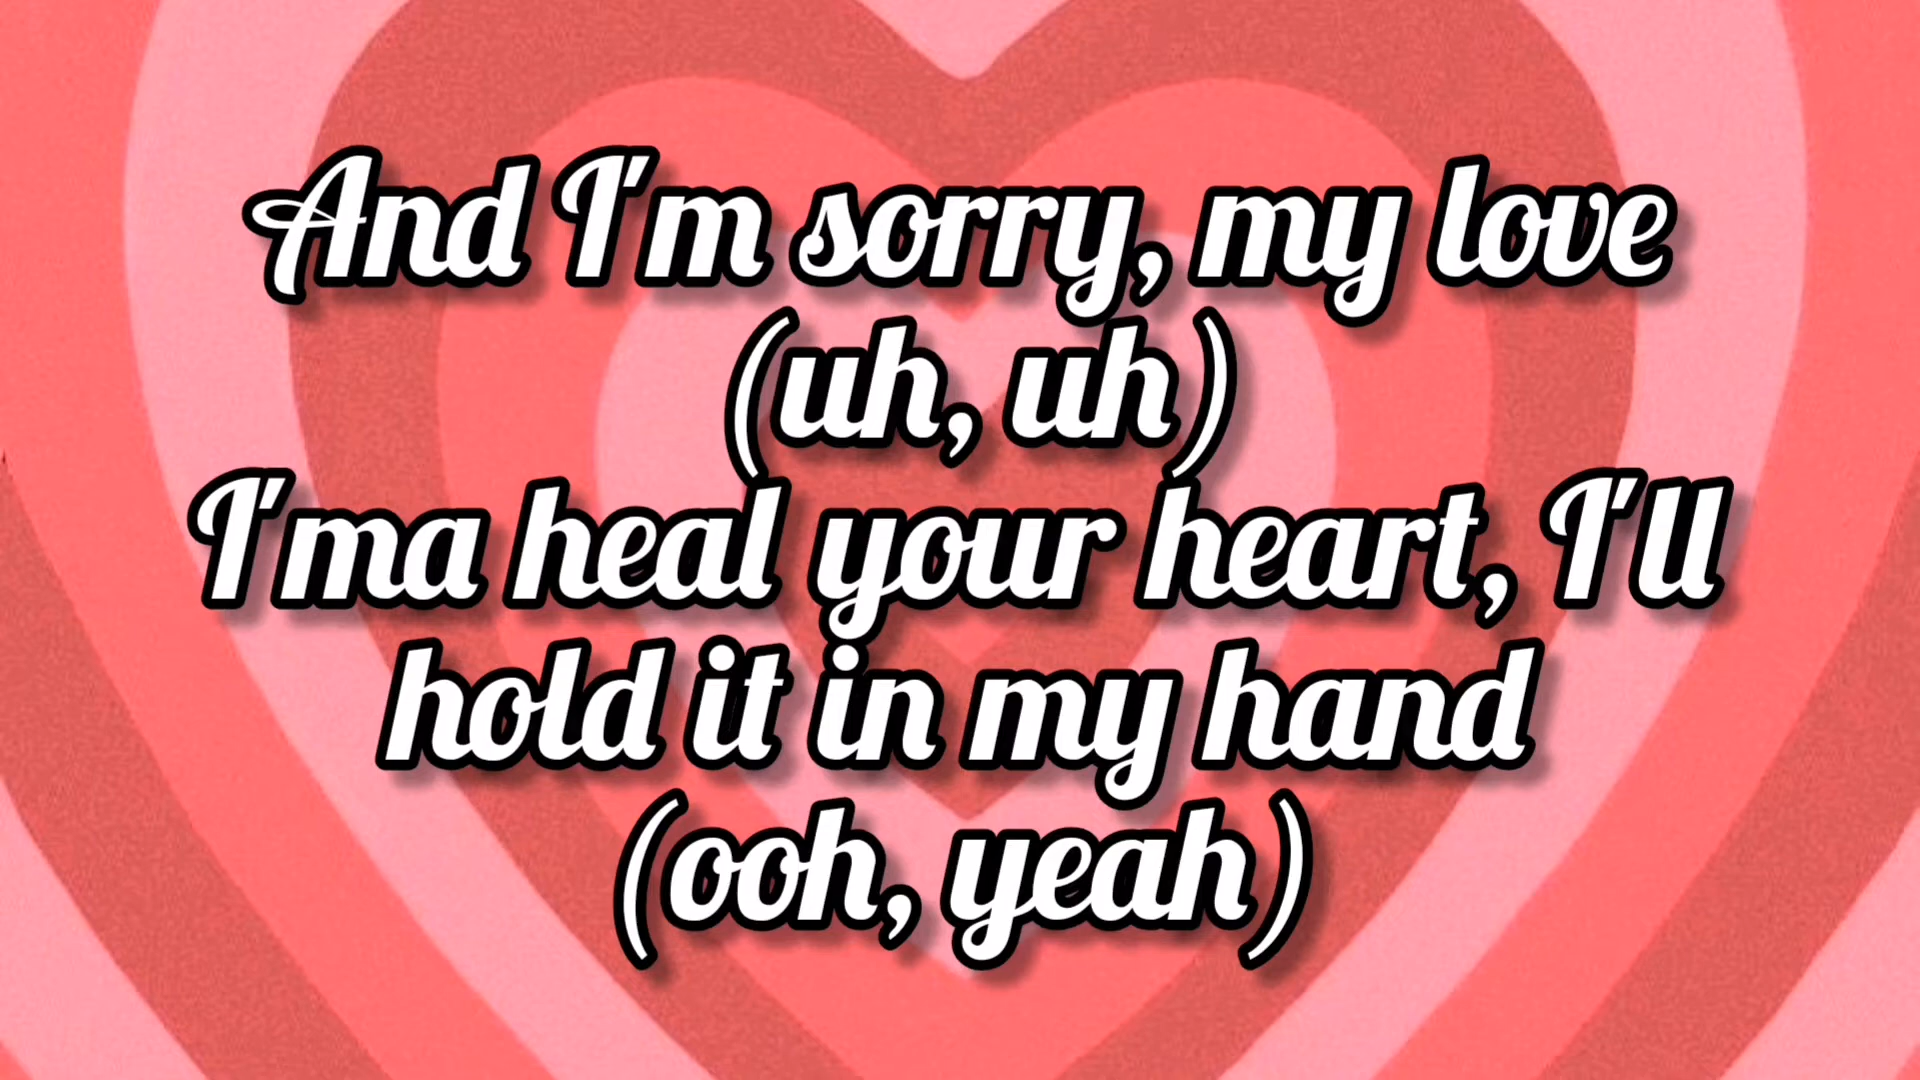 And I'm sorry, my love
(uh, uh)
I'ma heal your heart, I'll
hold it in my hand
(ooh, yeah)